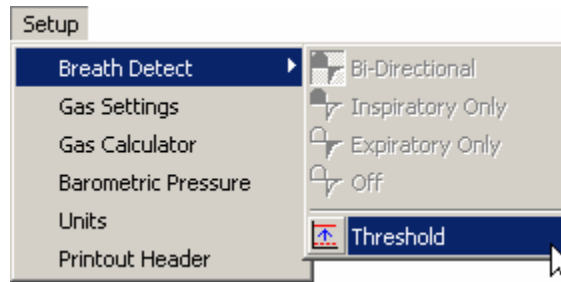 Setup
Breath Detect
Gas Settings
Gas Calculator
Barometric Pressure
Units
Printout Header
Bi-Directional
Inspiratory Only
Expiratory Only
Off
Threshold